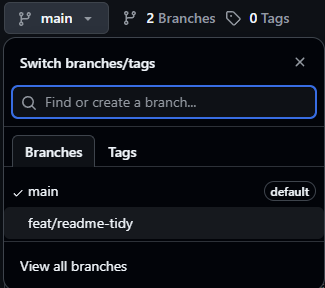 main 2 Branches 0 Tags
Switch branches/tags
Find or create a branch...
Branches Tags
main default
feat/readme-tidy
View all branches